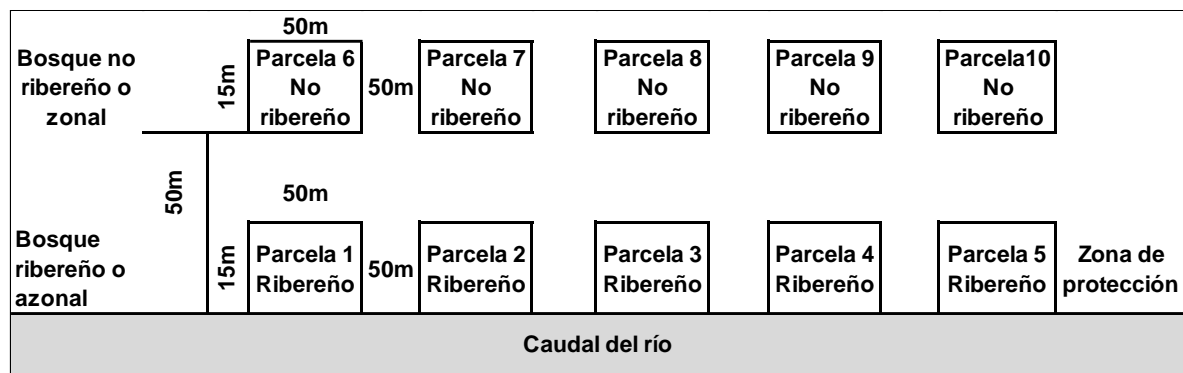 50m
Bosque no
ribereño o
zonal
15m
Parcela 6
No
ribereño
50m
Parcela 7
No
ribereño
Parcela 8
No
ribereño
Parcela 9
No
ribereño
Parcela10
No
ribereño
50m
50m
Bosque
ribereño o
azonal
15m
Parcela 1
Ribereño
50m
Parcela 2
Ribereño
Parcela 3
Ribereño
Parcela 4
Ribereño
Parcela 5
Ribereño
Zona de
protección
Caudal del río